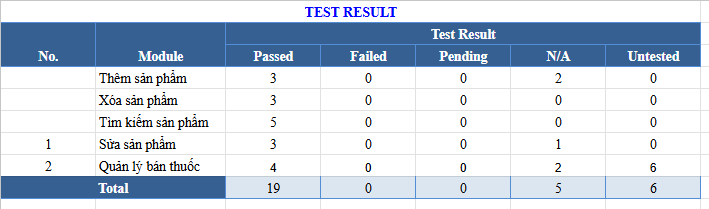 TEST RESULT
Test Result
No. Module Passed Failed Pending N/A Untested
Thêm sản phẩm 3 0 0 2 0
Xóa sản phẩm 3 0 0 0 0
Tìm kiếm sản phẩm 5 0 0 0 0
1 Sửa sản phẩm 3 0 0 1 0
2 Quản lý bán thuốc 4 0 0 2 6
Total 19 0 0 5 6